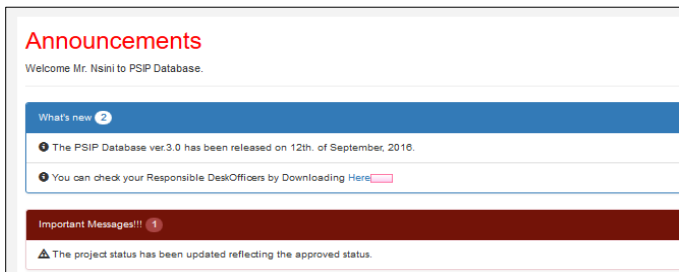 Announcements
Welcome Mr. Nsini to PSIP Database.
What's new 2
The PSIP Database ver.3.0 has been released on 12th. of September, 2016.
You can check your Responsible DeskOfficers by Downloading Here
Important Messages!!! 1
The project status has been updated reflecting the approved status.